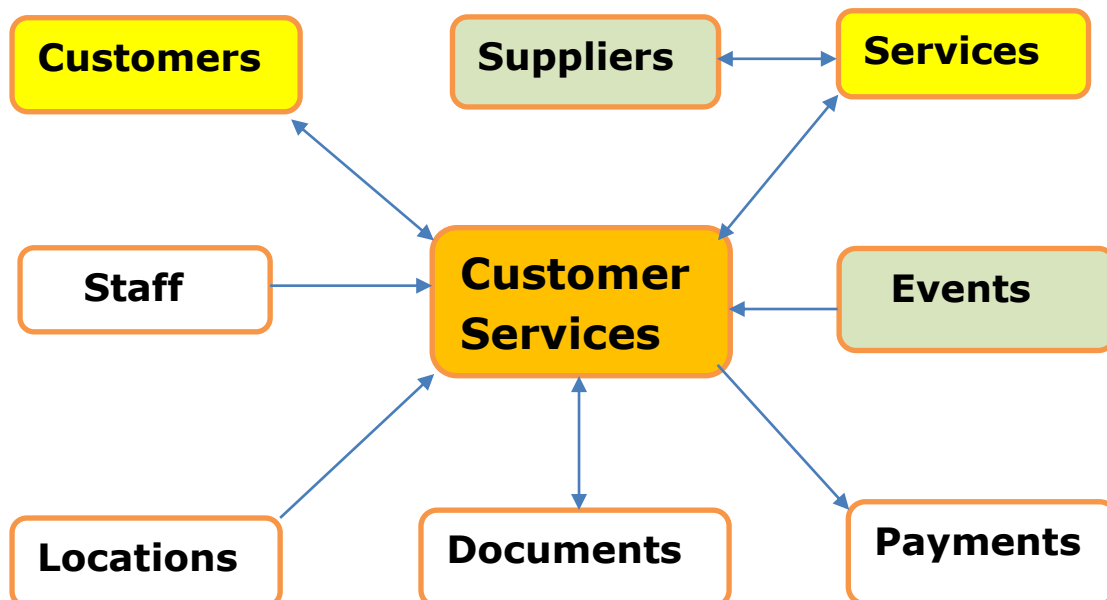 Customers
Suppliers
Services
Staff
Customer
Services
Events
Locations
Documents
Payments